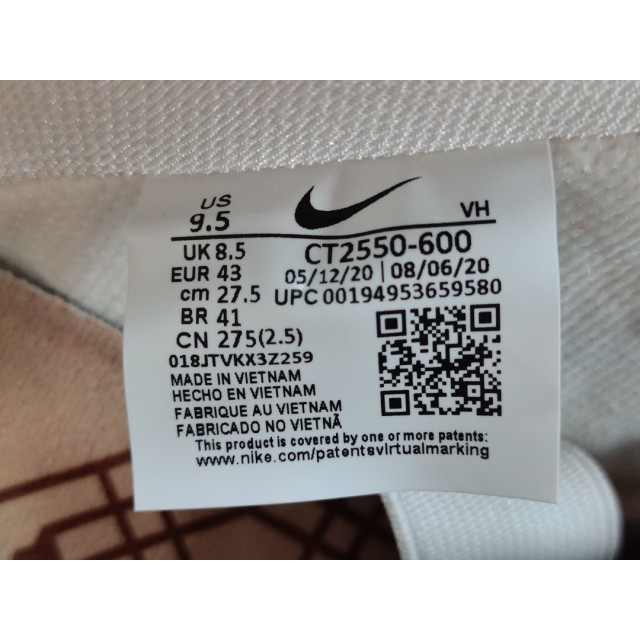 US
9.5
VH
UK 8.5
CT2550-600
EUR 43
05/12/20 | 08/06/20
cm 27.5
UPC 00194953659580
BR 41
CN 275(2.5)
018JTVKX3Z259
MADE IN VIETNAM
HECHO EN VIETNAM
FABRIQUE AU VIETNAM
FABRICADO NO VIETNÃ
This product is covered by one or more patents:
www.nike.com/patentsvirtualmarking